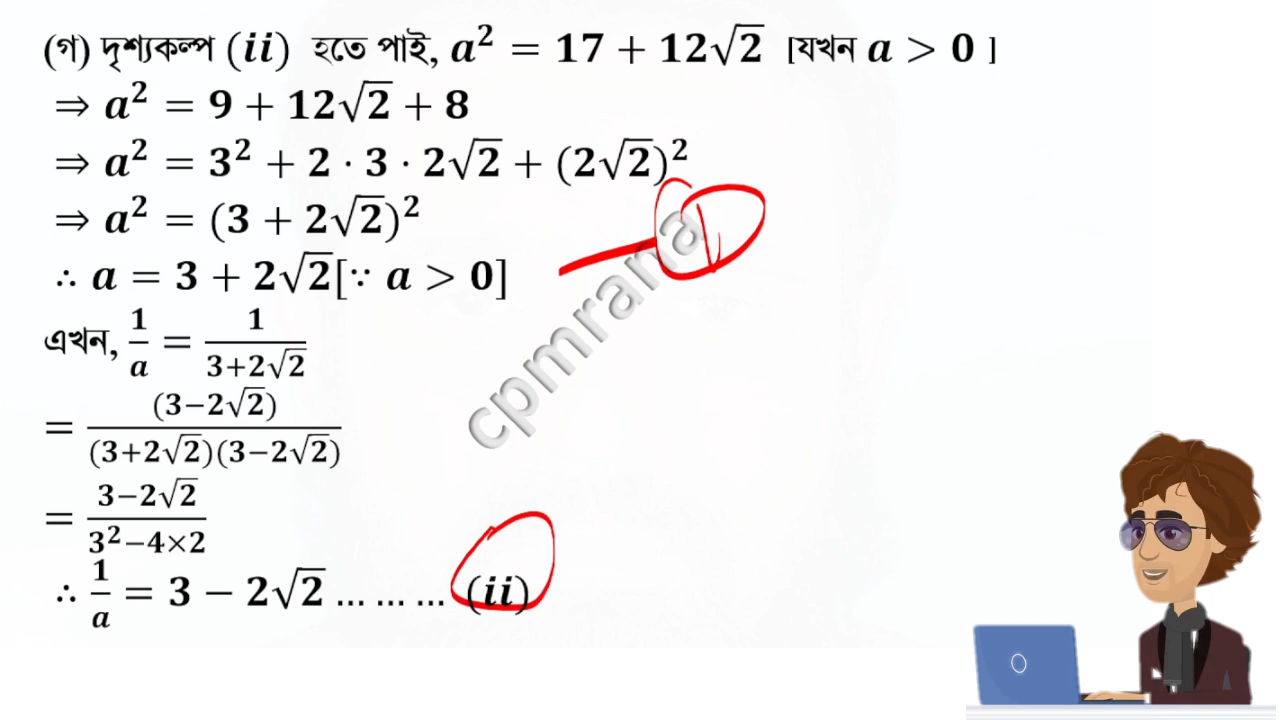 (গ) দৃশ্যকল্প (ii) হতে পাই, a² = 17 + 12√2 [যখন a > 0 ]
⇒ a² = 9 + 12√2 + 8
⇒ a² = 3² + 2 · 3 · 2√2 + (2√2)²
⇒ a² = (3 + 2√2)²
∴ a = 3 + 2√2[∵ a > 0]
এখন, 1/a = 1/(3+2√2)
= (3−2√2)/((3+2√2)(3−2√2))
= (3−2√2)/(3²−4×2)
∴ 1/a = 3 − 2√2 ... ... ... (ii)
cpmrana